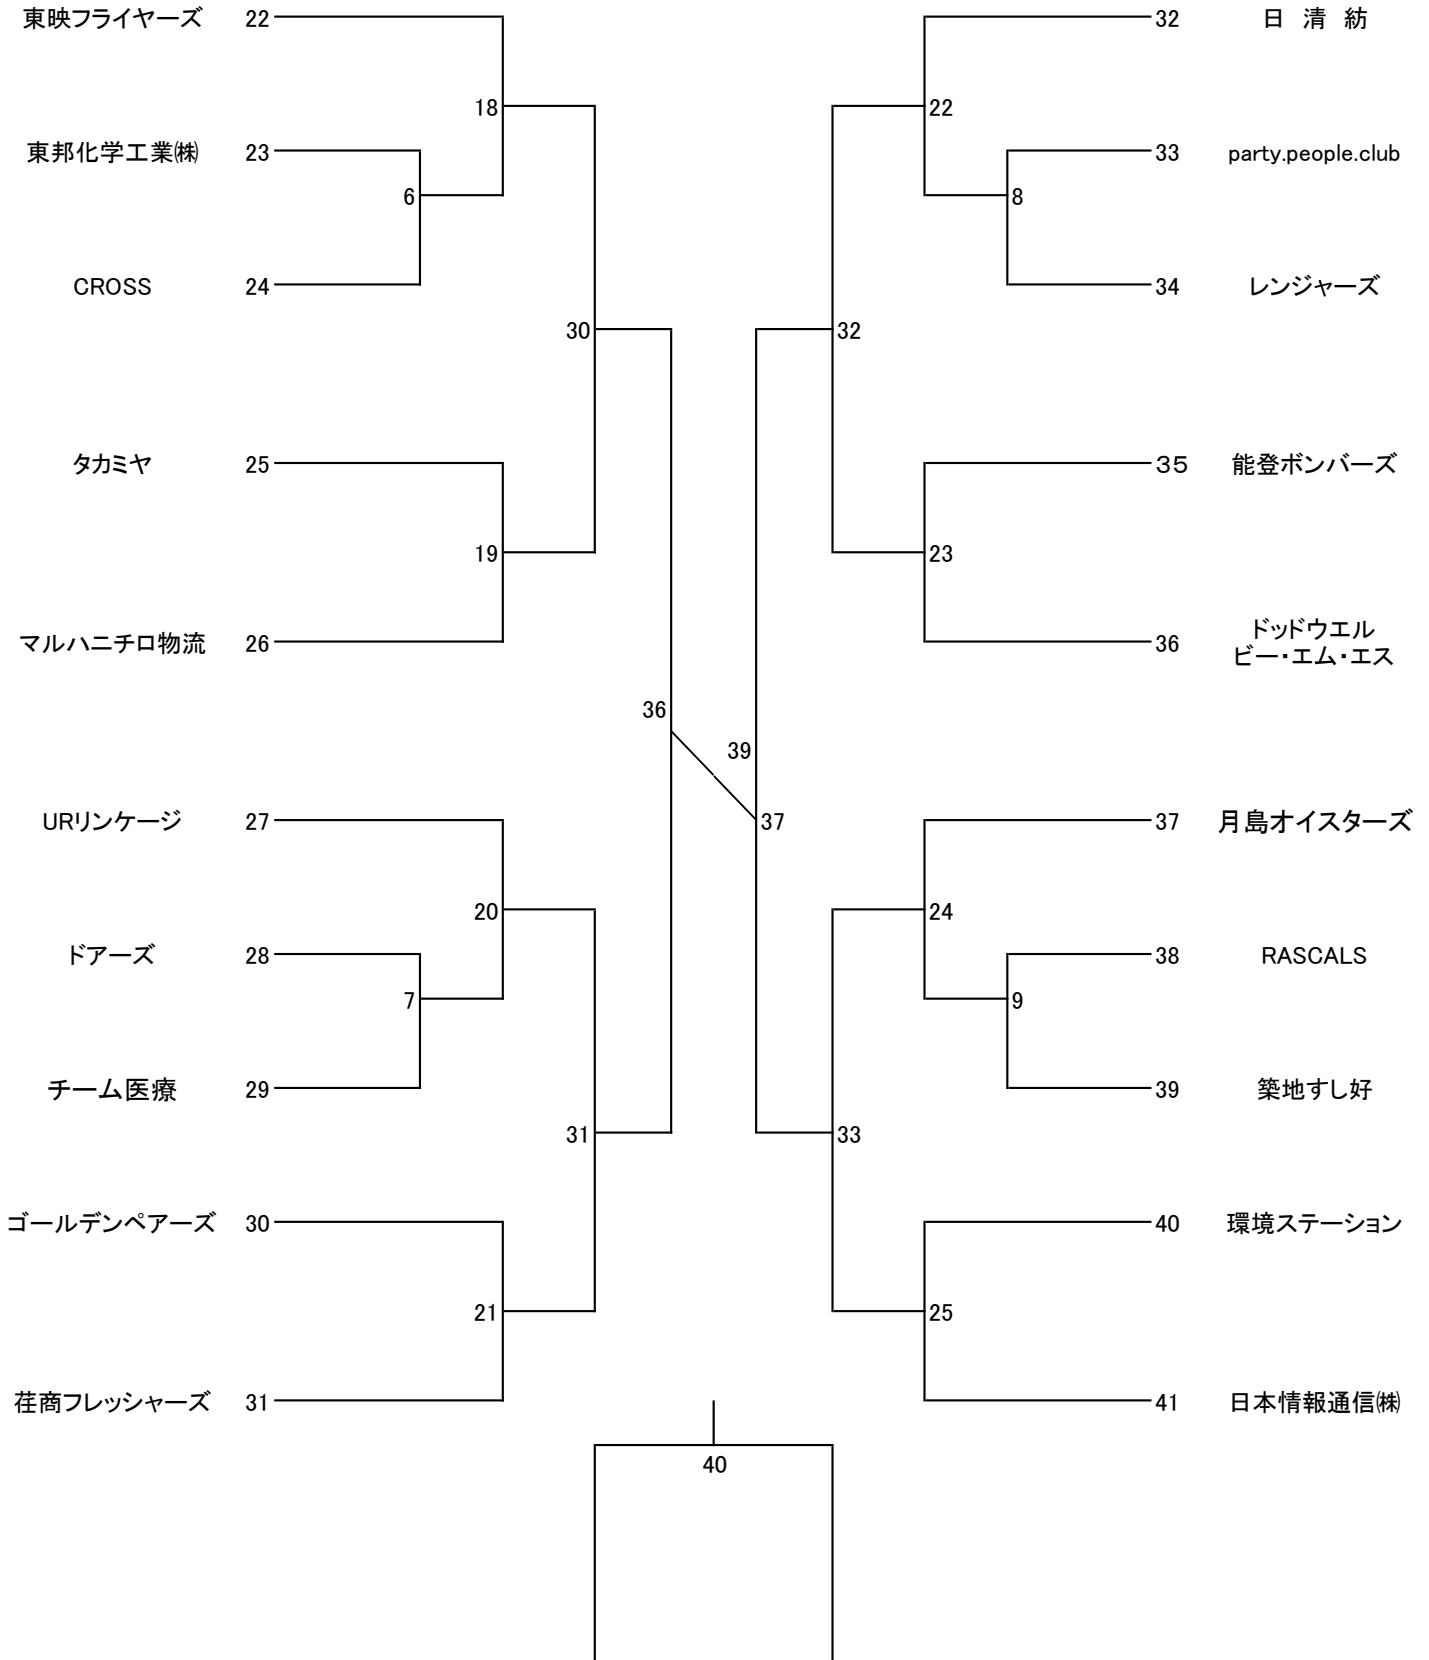 東映フライヤーズ 22
32 日 清 紡
18
22
東邦化学工業㈱ 23
33 party.people.club
6
8
CROSS 24
34 レンジャーズ
30
32
タカミヤ 25
35 能登ボンバーズ
19
23
マルハニチロ物流 26
36 ドッドウエル
ビー・エム・エス
36
39
URリンケージ 27
37
37 月島オイスターズ
20
24
ドアーズ 28
38 RASCALS
7
9
チーム医療 29
39 築地すし好
31
33
ゴールデンペアーズ 30
40 環境ステーション
21
25
荏商フレッシャーズ 31
41 日本情報通信㈱
40